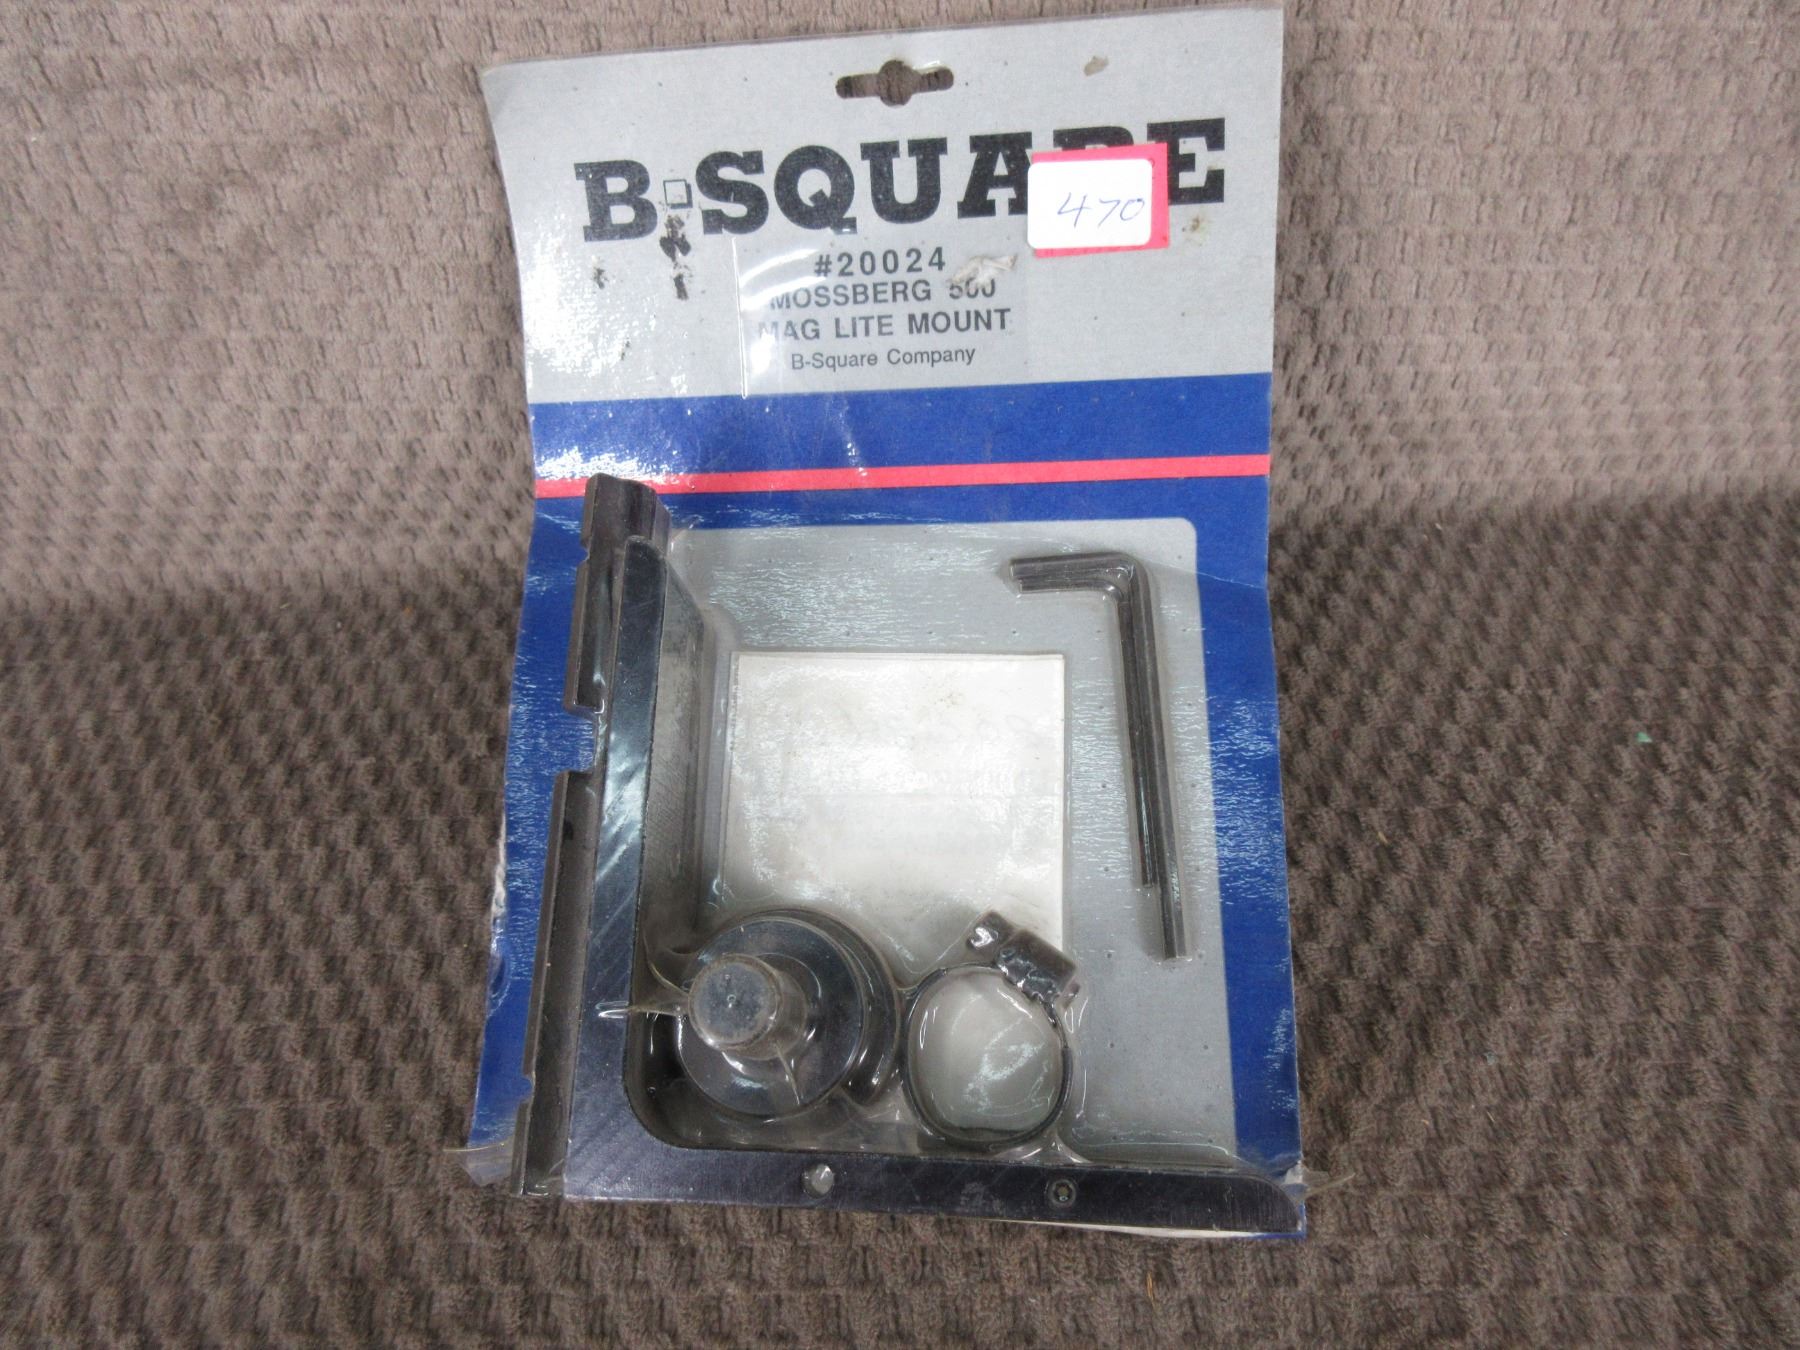 B-SQUARE
470
#20024
MOSSBERG 500
MAG LITE MOUNT
B-Square Company